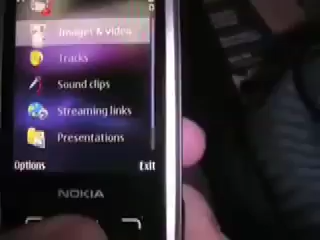 Images & video
Tracks
Sound clips
Streaming links
Presentations
Options Exit
NOKIA